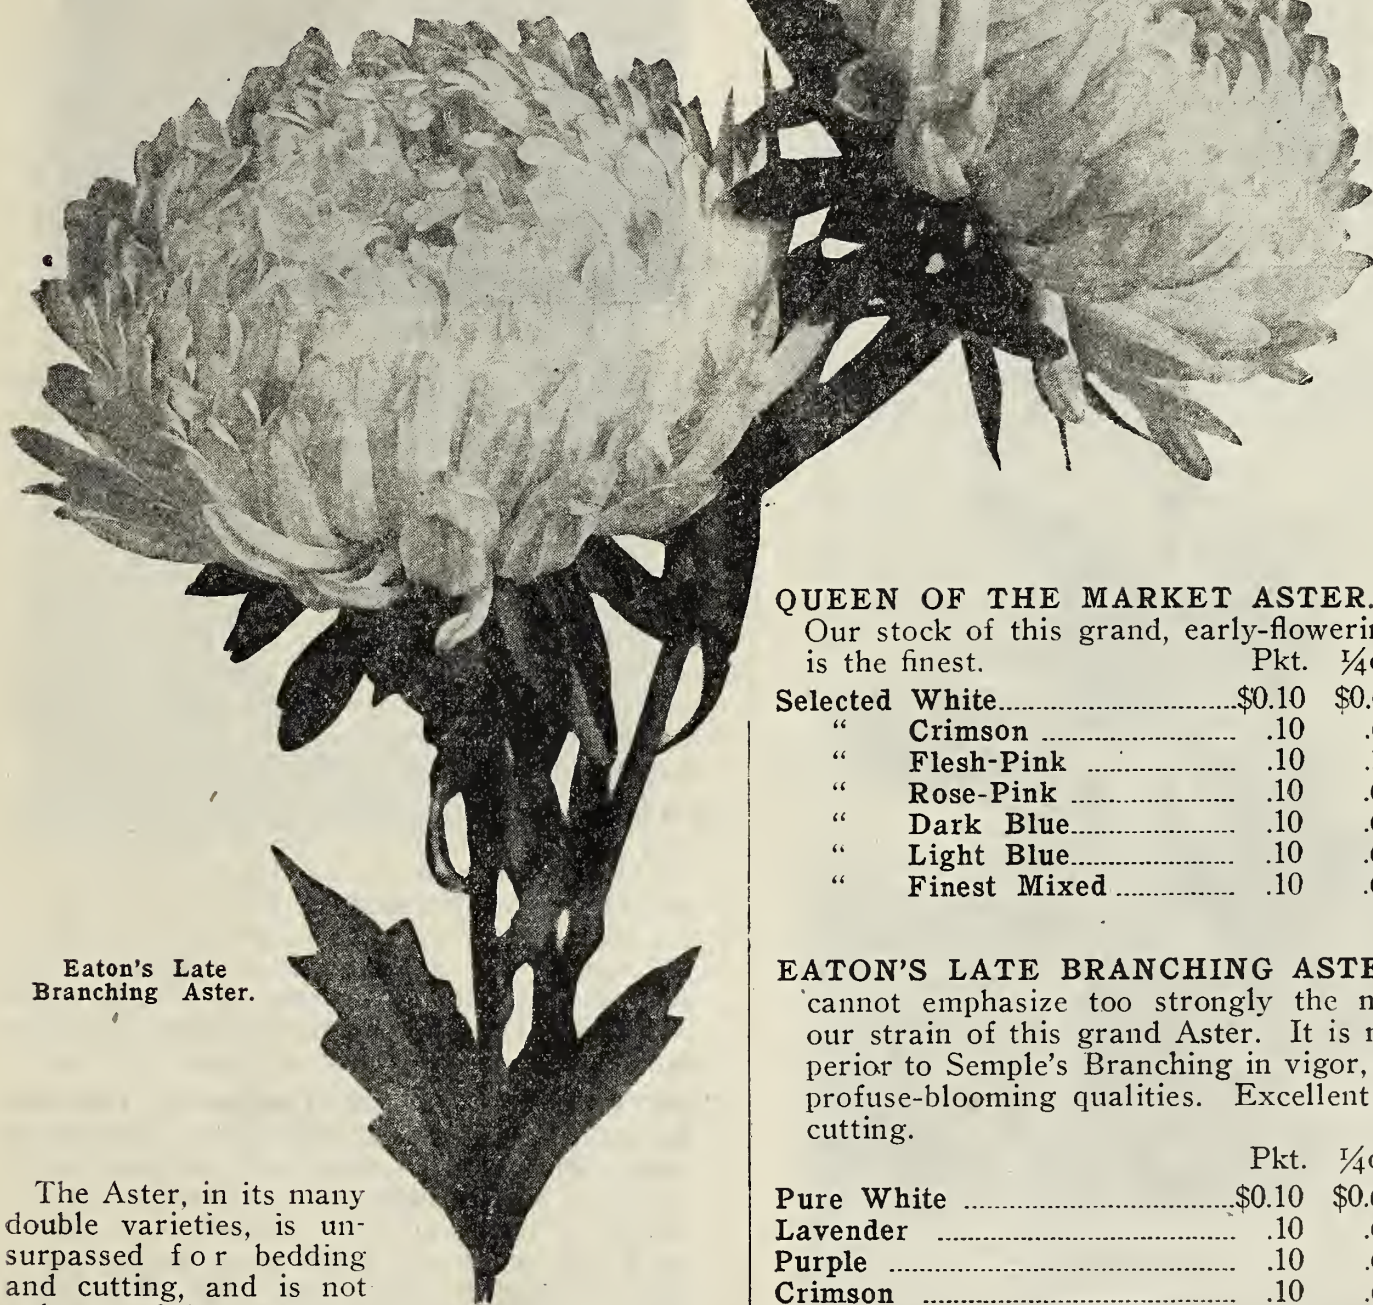 Eaton's Late
Branching Aster.
The Aster, in its many
double varieties, is un-
surpassed for bedding
and cutting, and is not
QUEEN OF THE MARKET ASTER.
Our stock of this grand,
is the finest. Pkt.
Selected White $0.10
“ Crimson .10
“ Flesh-Pink .10
“ Rose-Pink .10
“ Dark Blue .10
“ Light Blue .10
“ Finest Mixed .10
EATON'S LATE BRANCHING
cannot emphasize too strongly the
our strain of this grand Aster. It is
perior to Semple's Branching in vigor,
profuse-blooming qualities. Excellent
cutting.
Pkt.
Pure White $0.10
Lavender .10
Purple .10
Crimson .10